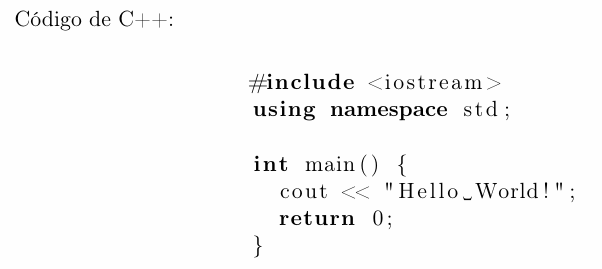 Código de C++:
#include <iostream>
using namespace std;
int main() {
cout << "Hello␣World!";
return 0;
}